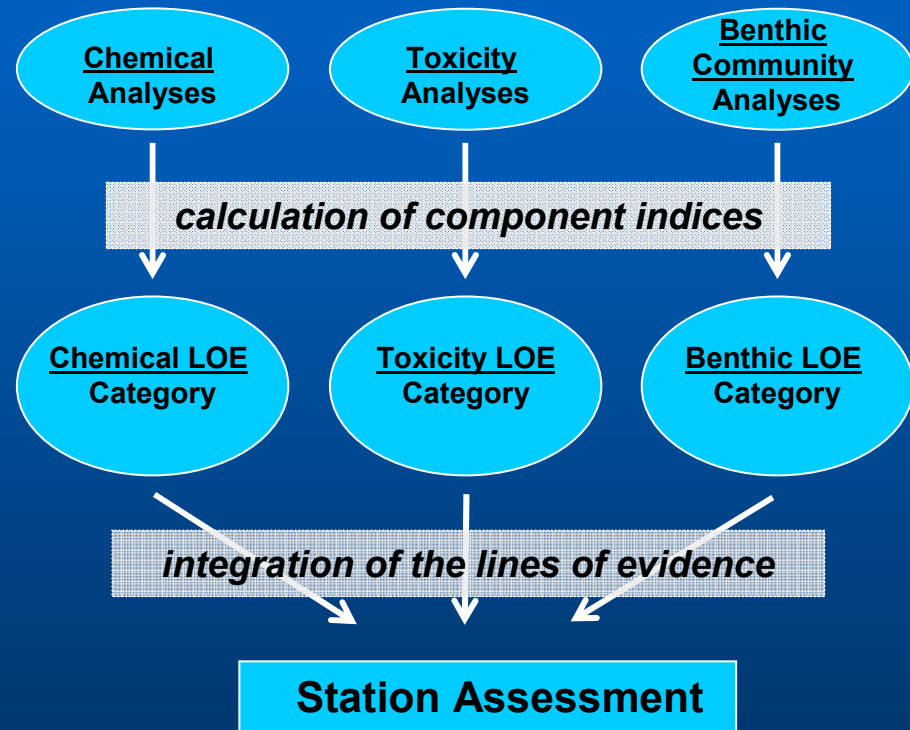 Chemical
Analyses
Toxicity
Analyses
Benthic
Community
Analyses
calculation of component indices
Chemical LOE
Category
Toxicity LOE
Category
Benthic LOE
Category
integration of the lines of evidence
Station Assessment